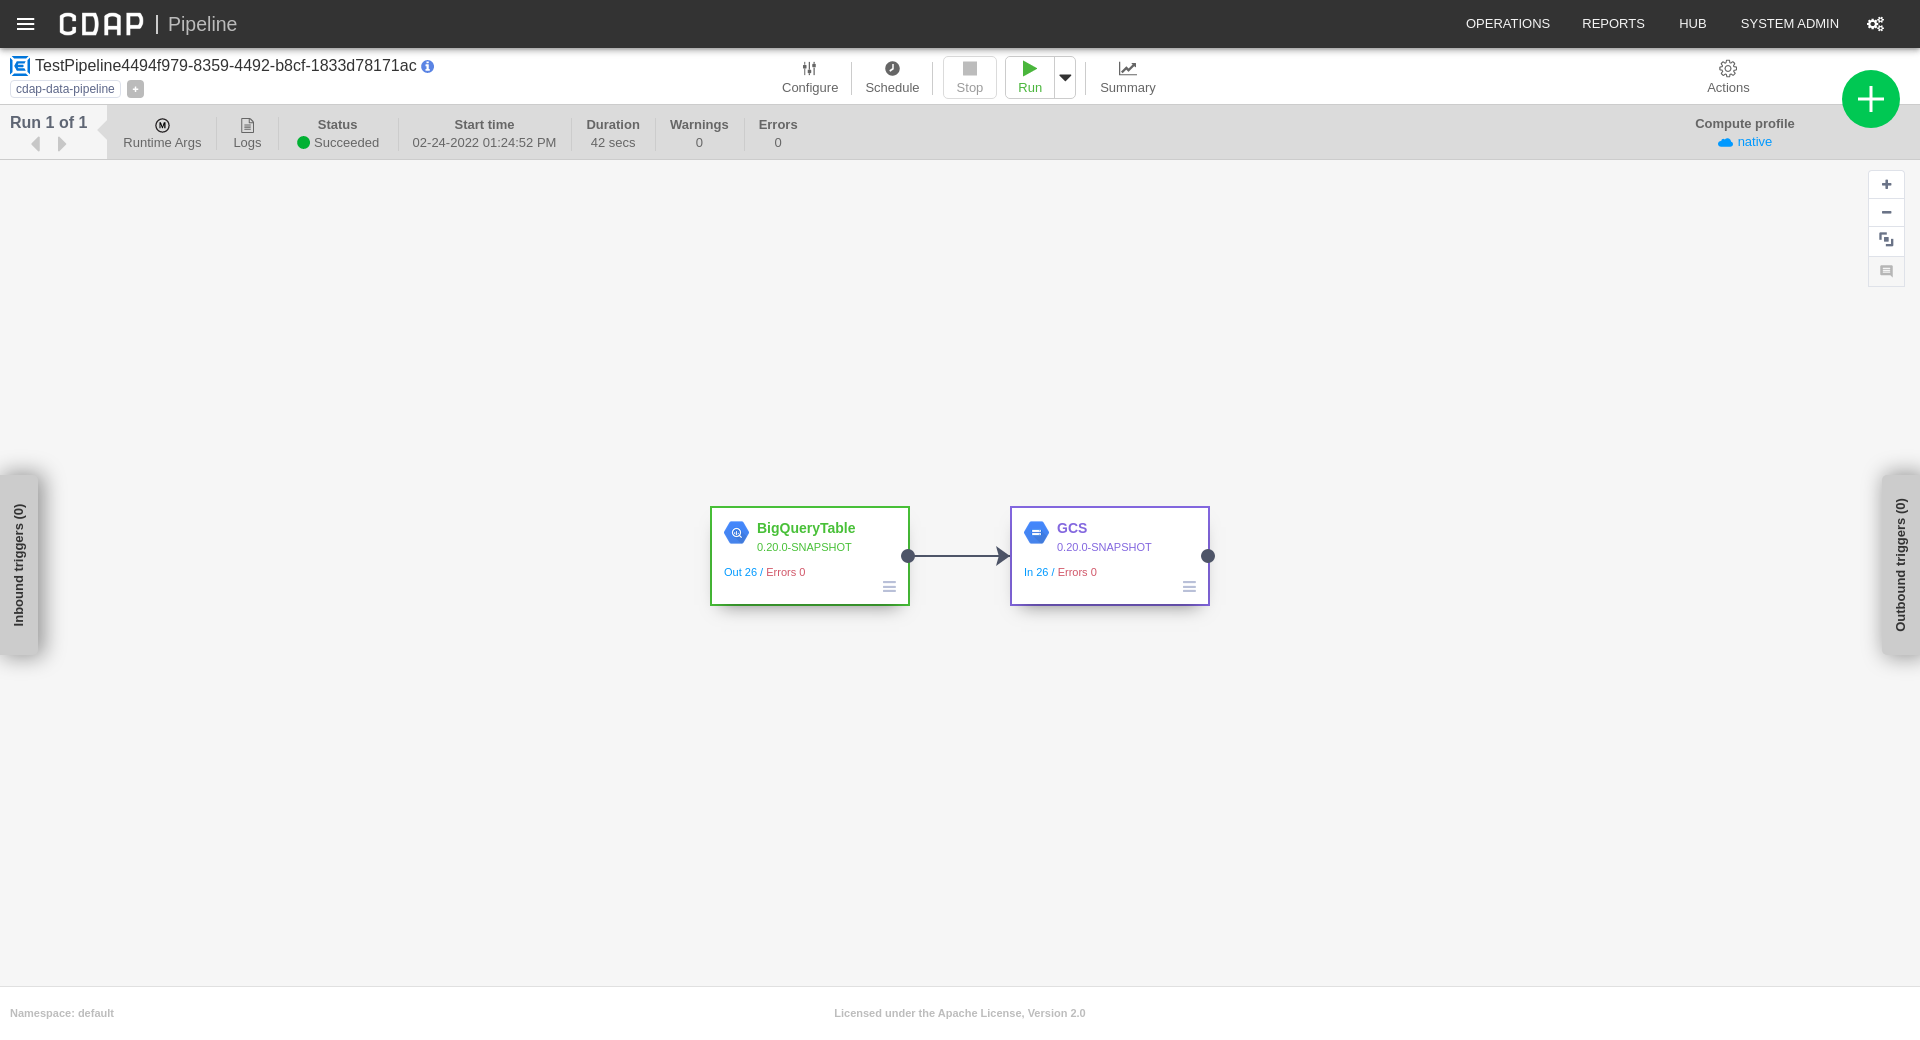 CDAP | Pipeline
OPERATIONS REPORTS HUB SYSTEM ADMIN
TestPipeline4494f979-8359-4492-b8cf-1833d78171ac
cdap-data-pipeline
Configure Schedule Stop Run Summary Actions
Run 1 of 1
Runtime Args
Logs
Status
Succeeded
Start time
02-24-2022 01:24:52 PM
Duration
42 secs
Warnings
0
Errors
0
Compute profile
native
Inbound triggers (0)
BigQueryTable
0.20.0-SNAPSHOT
Out 26 / Errors 0
GCS
0.20.0-SNAPSHOT
In 26 / Errors 0
Outbound triggers (0)
Namespace: default
Licensed under the Apache License, Version 2.0